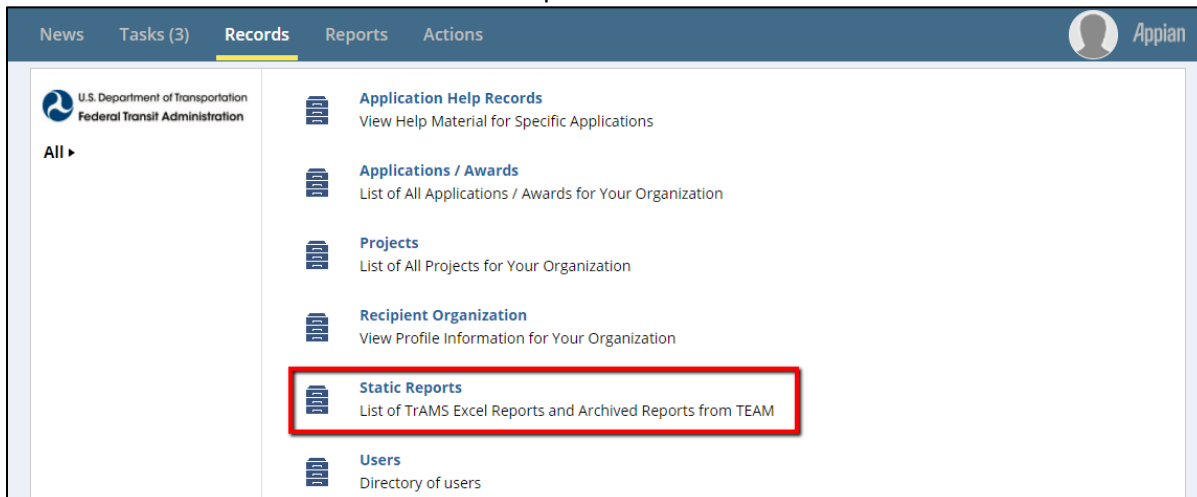 News Tasks (3) Records Reports Actions Appian
U.S. Department of Transportation
Federal Transit Administration
All
Application Help Records
View Help Material for Specific Applications
Applications / Awards
List of All Applications / Awards for Your Organization
Projects
List of All Projects for Your Organization
Recipient Organization
View Profile Information for Your Organization
Static Reports
List of TrAMS Excel Reports and Archived Reports from TEAM
Users
Directory of users